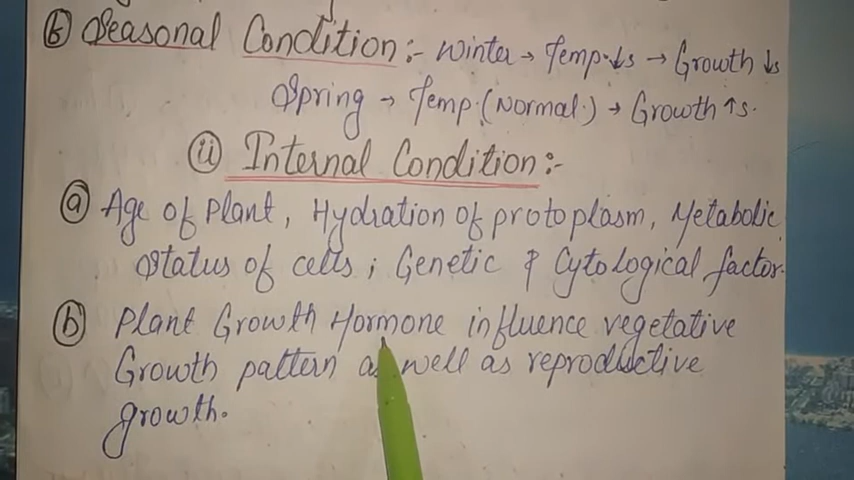 (b) Seasonal Condition:- Winter → Temp.↓s → Growth ↓s
Spring → Temp.(Normal.) → Growth ↑s.
(ii) Internal Condition:-
(a) Age of Plant, Hydration of protoplasm, Metabolic
Status of cells; Genetic & Cytological factor.
(b) Plant Growth Hormone influence vegetative
Growth pattern as well as reproductive
growth.